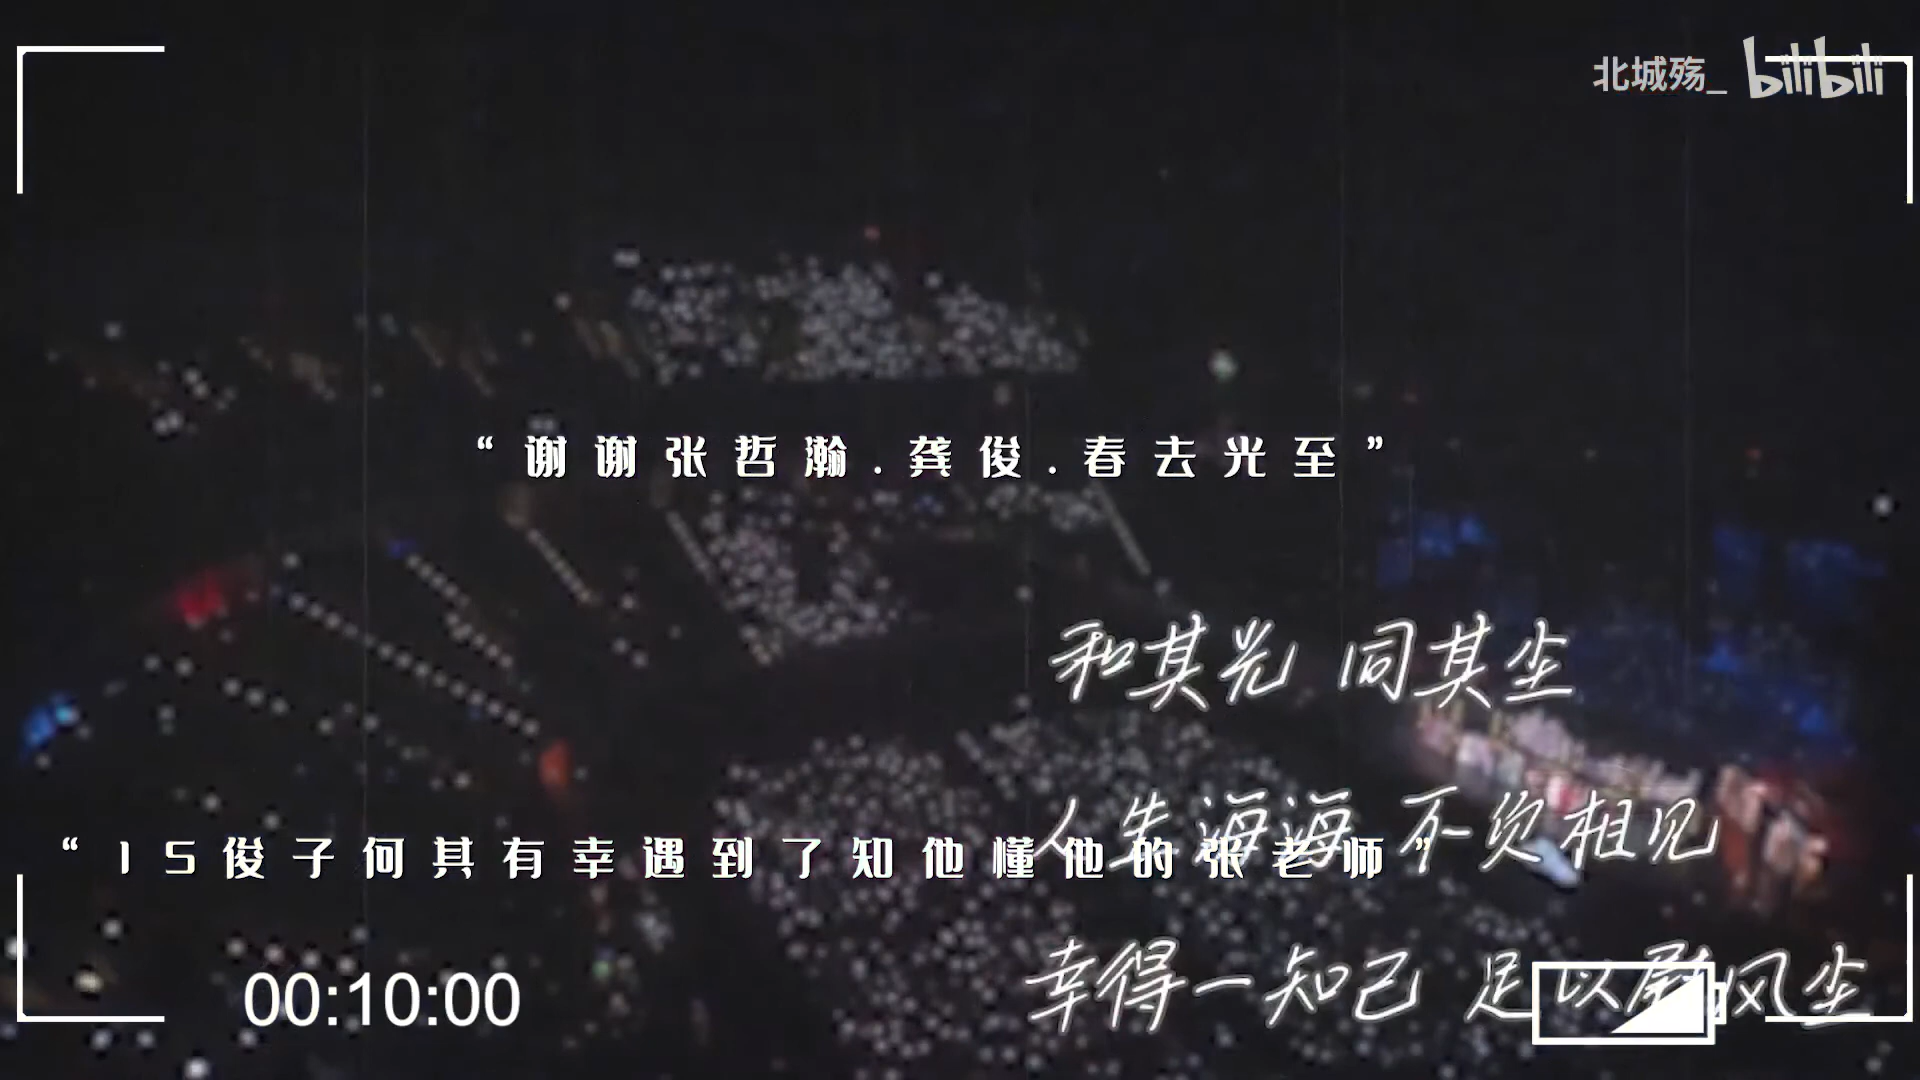 北城殇_ bilibili
“谢谢张哲瀚.龚俊.春去光至”
和其光 同其尘
人生海海 不负相见
“15俊子何其有幸遇到了知他懂他的张老师”
幸得一知己 足以慰风尘
00:10:00